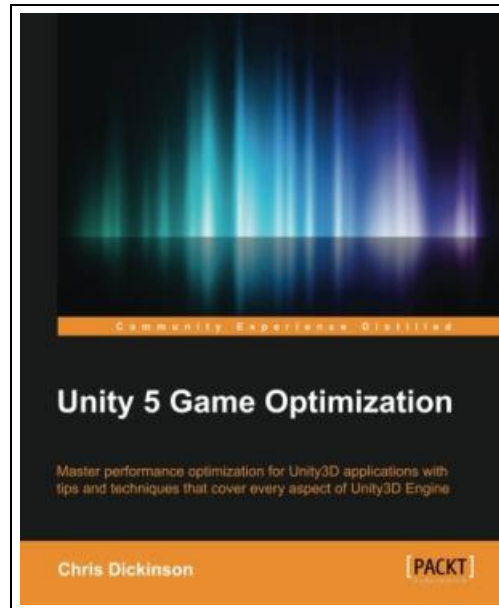 Community Experience Distilled
Unity 5 Game Optimization
Master performance optimization for Unity3D applications with
tips and techniques that cover every aspect of Unity3D Engine
Chris Dickinson
[PACKT]